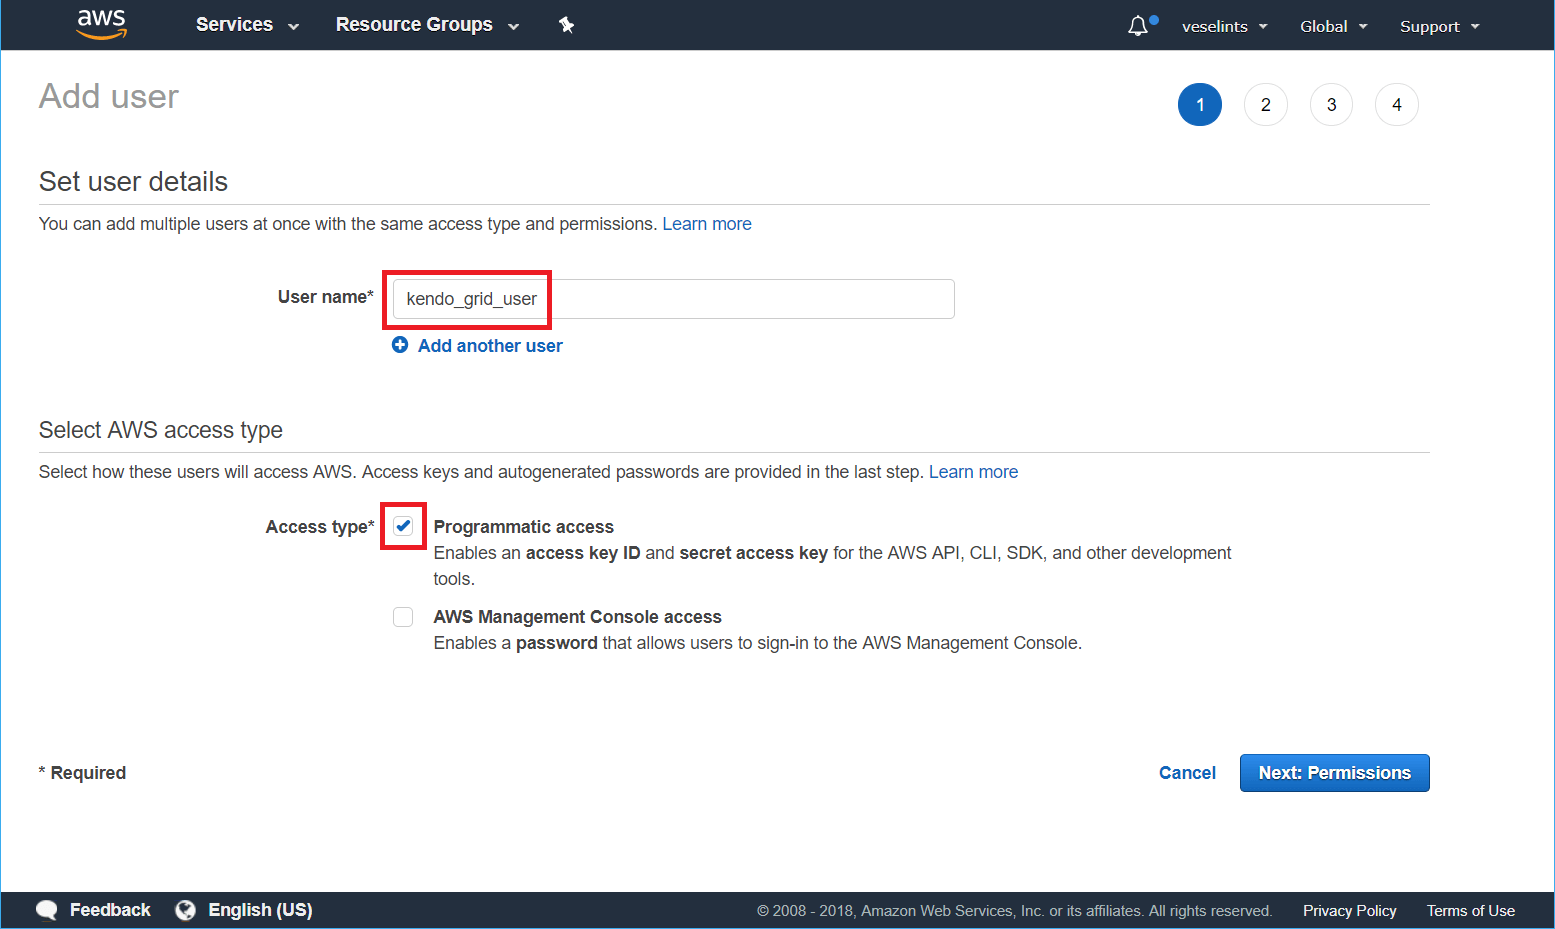 aws Services Resource Groups veselints Global Support
Add user 1 2 3 4
Set user details
You can add multiple users at once with the same access type and permissions. Learn more
User name* kendo_grid_user
Add another user
Select AWS access type
Select how these users will access AWS. Access keys and autogenerated passwords are provided in the last step. Learn more
Access type* Programmatic access
Enables an access key ID and secret access key for the AWS API, CLI, SDK, and other development
tools.
AWS Management Console access
Enables a password that allows users to sign-in to the AWS Management Console.
* Required Cancel Next: Permissions
Feedback English (US) © 2008 - 2018, Amazon Web Services, Inc. or its affiliates. All rights reserved. Privacy Policy Terms of Use